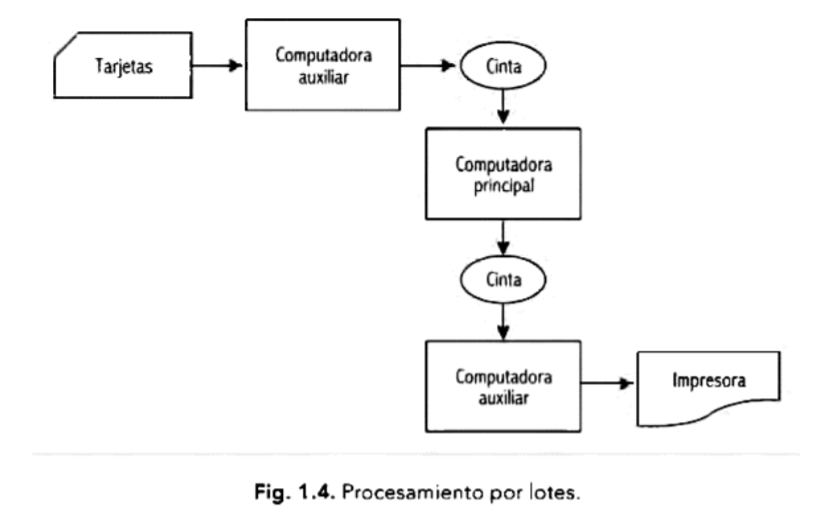 Tarjetas
Computadora
auxiliar
Cinta
Computadora
principal
Cinta
Computadora
auxiliar
Impresora
Fig. 1.4. Procesamiento por lotes.